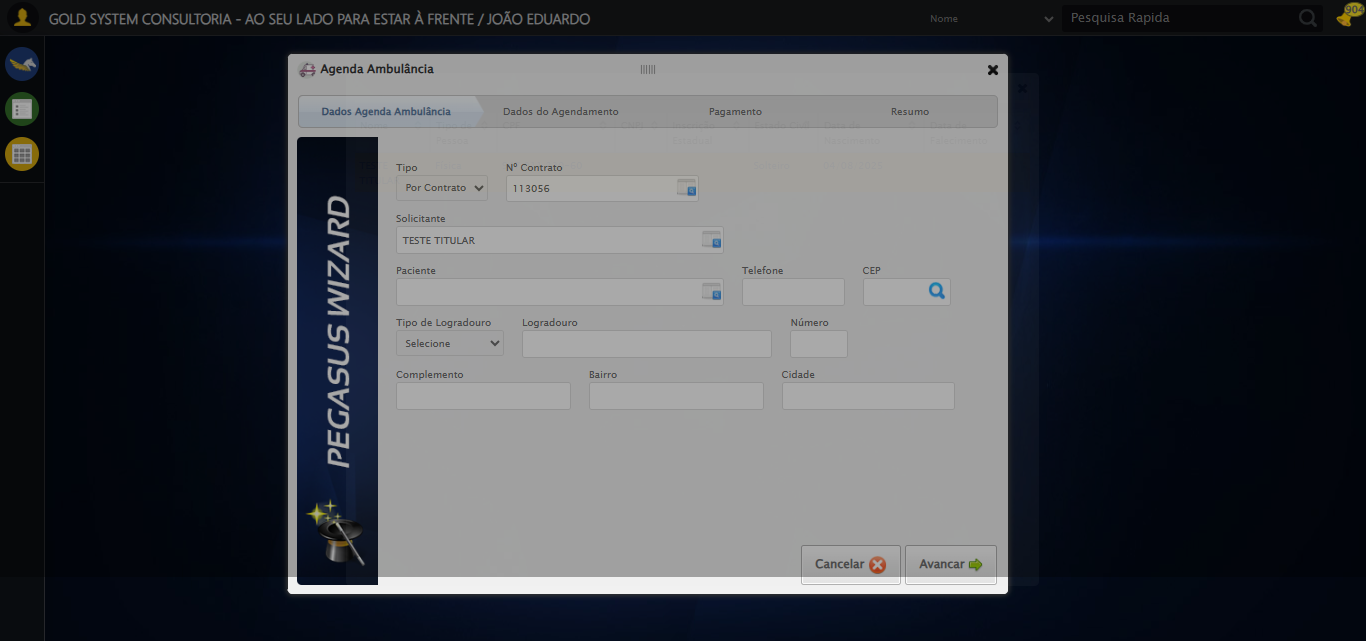 GOLD SYSTEM CONSULTORIA - AO SEU LADO PARA ESTAR À FRENTE / JOÃO EDUARDO
Nome
Pesquisa Rapida
904
Agenda Ambulância
Dados Agenda Ambulância
Dados do Agendamento
Pagamento
Resumo
PEGASUS WIZARD
Tipo
Nº Contrato
Por Contrato
113056
Solicitante
TESTE TITULAR
Paciente
Telefone
CEP
Tipo de Logradouro
Logradouro
Número
Selecione
Complemento
Bairro
Cidade
Cancelar
Avancar